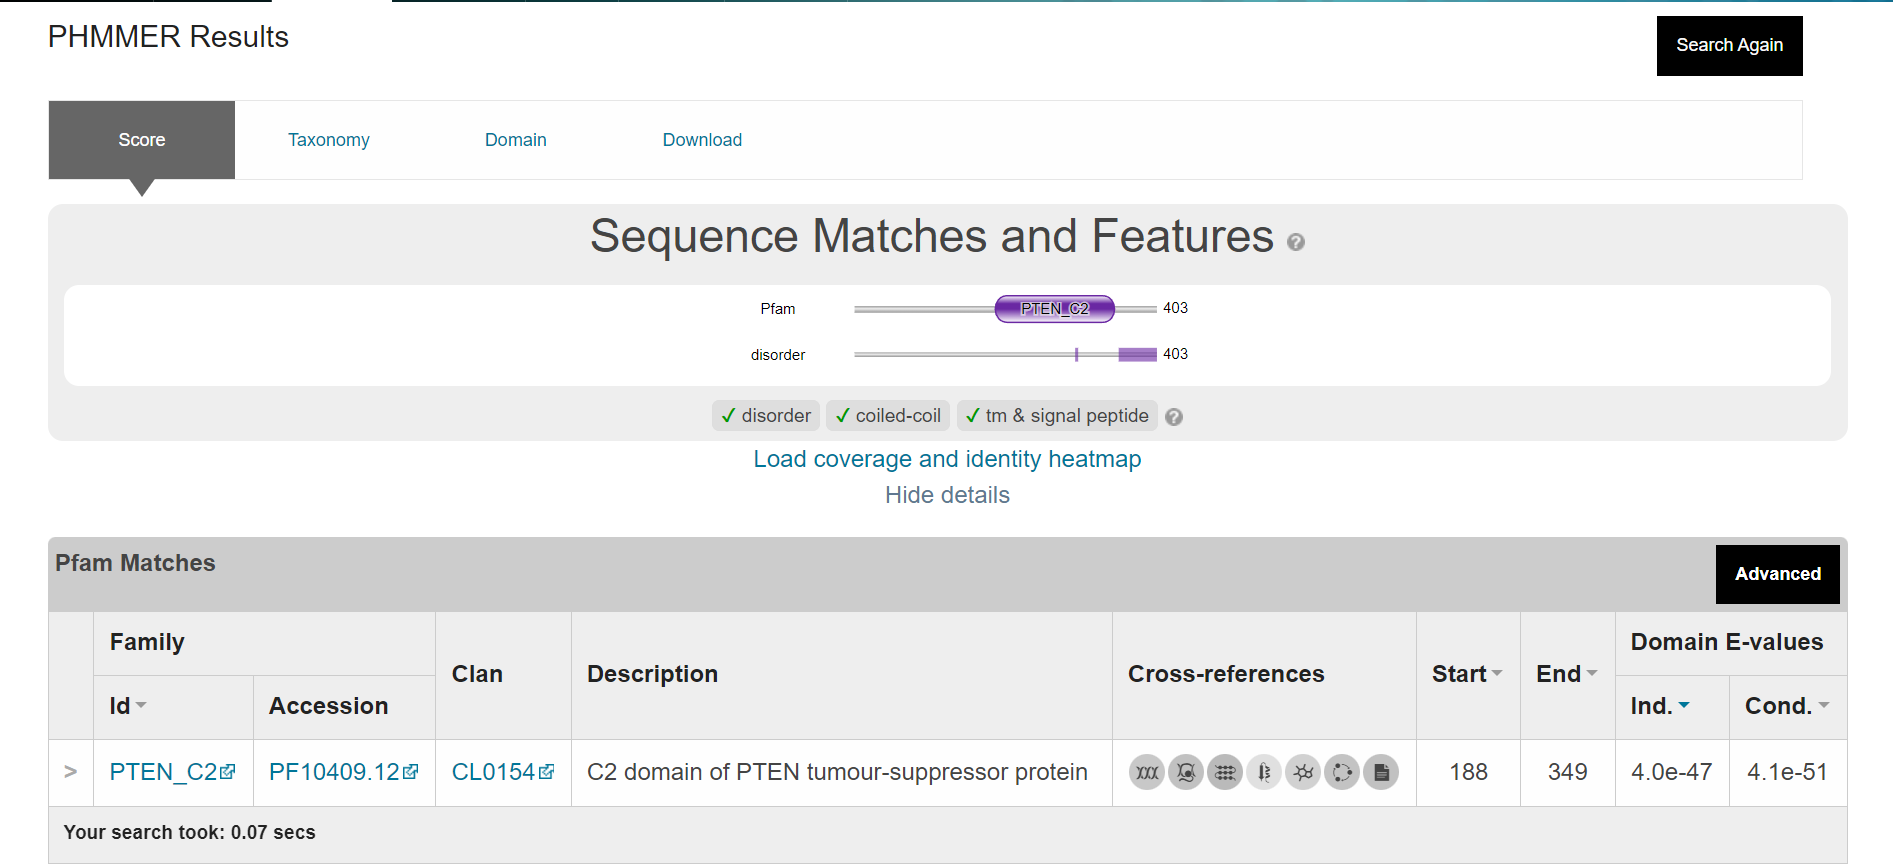 PHMMER Results
Search Again
Score
Taxonomy
Domain
Download
Sequence Matches and Features ?
Pfam
PTEN_C2
403
disorder
403
✓ disorder
✓ coiled-coil
✓ tm & signal peptide
?
Load coverage and identity heatmap
Hide details
Pfam Matches
Advanced
Family
Clan
Description
Cross-references
Start
End
Domain E-values
Id
Accession
Ind.
Cond.
> PTEN_C2 PF10409.12 CL0154 C2 domain of PTEN tumour-suppressor protein 188 349 4.0e-47 4.1e-51
Your search took: 0.07 secs